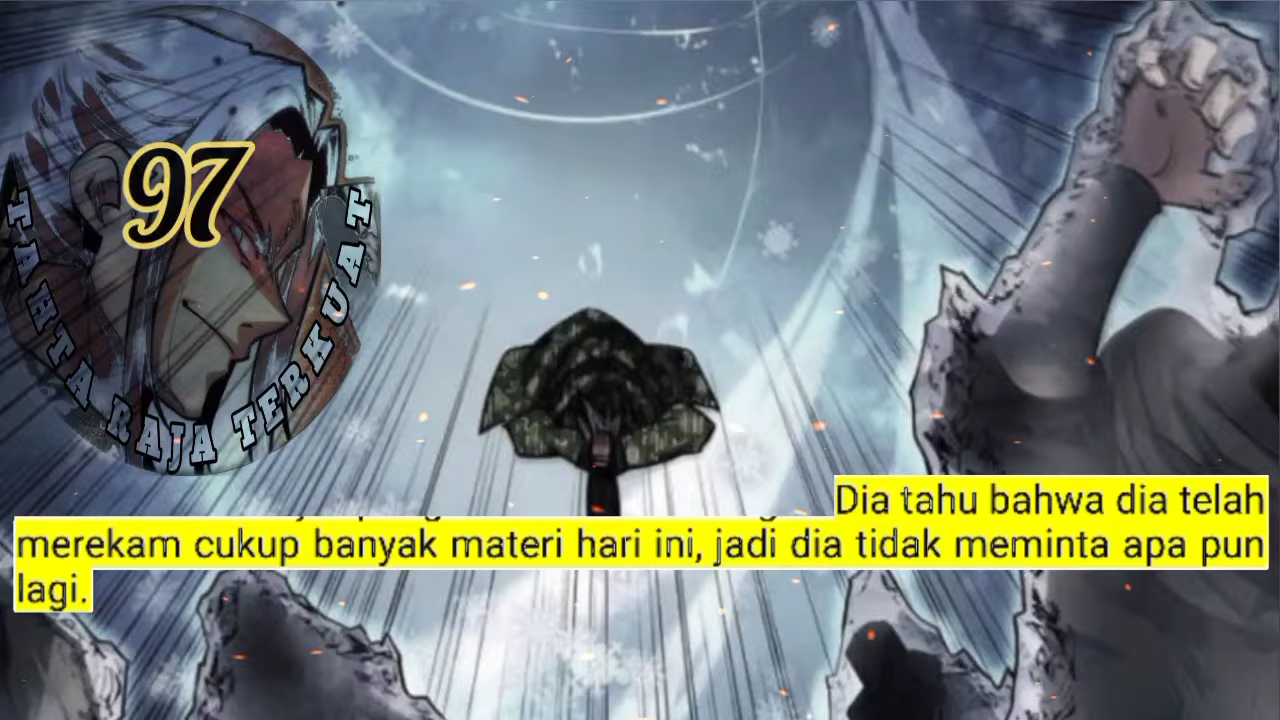 97
TAHTA RAJA TERKUAT
Dia tahu bahwa dia telah
merekam cukup banyak materi hari ini, jadi dia tidak meminta apa pun
lagi.